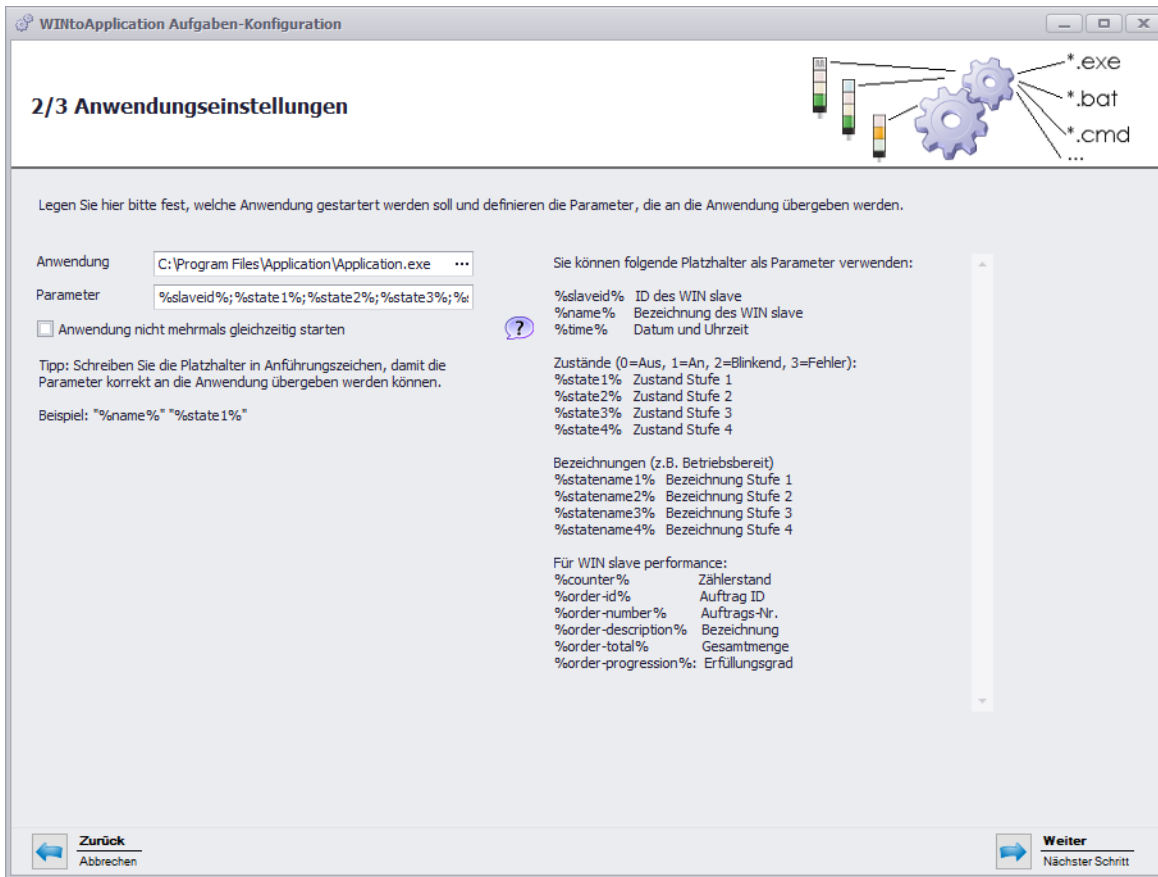 WINtoApplication Aufgaben-Konfiguration
2/3 Anwendungseinstellungen
*.exe
*.bat
*.cmd
...
Legen Sie hier bitte fest, welche Anwendung gestartert werden soll und definieren die Parameter, die an die Anwendung übergeben werden.
Anwendung C:\Program Files\Application\Application.exe ...
Parameter %slaveid%;%state1%;%state2%;%state3%;%
Anwendung nicht mehrmals gleichzeitig starten
?
Tipp: Schreiben Sie die Platzhalter in Anführungszeichen, damit die
Parameter korrekt an die Anwendung übergeben werden können.
Beispiel: "%name%" "%state1%"
Sie können folgende Platzhalter als Parameter verwenden:
%slaveid% ID des WIN slave
%name% Bezeichnung des WIN slave
%time% Datum und Uhrzeit
Zustände (0=Aus, 1=An, 2=Blinkend, 3=Fehler):
%state1% Zustand Stufe 1
%state2% Zustand Stufe 2
%state3% Zustand Stufe 3
%state4% Zustand Stufe 4
Bezeichnungen (z.B. Betriebsbereit)
%statename1% Bezeichnung Stufe 1
%statename2% Bezeichnung Stufe 2
%statename3% Bezeichnung Stufe 3
%statename4% Bezeichnung Stufe 4
Für WIN slave performance:
%counter% Zählerstand
%order-id% Auftrag ID
%order-number% Auftrags-Nr.
%order-description% Bezeichnung
%order-total% Gesamtmenge
%order-progression%: Erfüllungsgrad
Zurück
Abbrechen
Weiter
Nächster Schritt